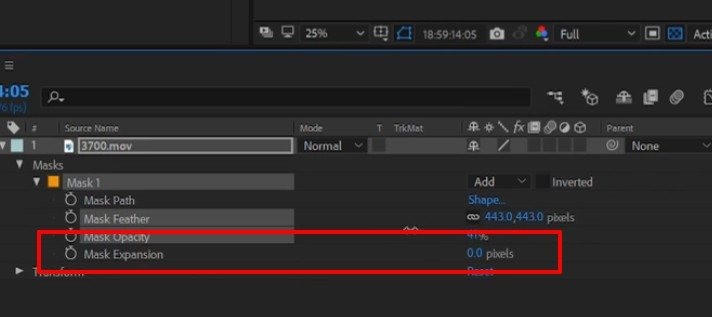 25% 18:59:14:05 Full Acti
4:05
76 fps)
# Source Name Mode T TrkMat fx Parent
1 3700.mov Normal None
Masks
Mask 1 Add Inverted
Mask Path Shape...
Mask Feather 443.0,443.0 pixels
Mask Opacity 41%
Mask Expansion 0.0 pixels
Transform Reset